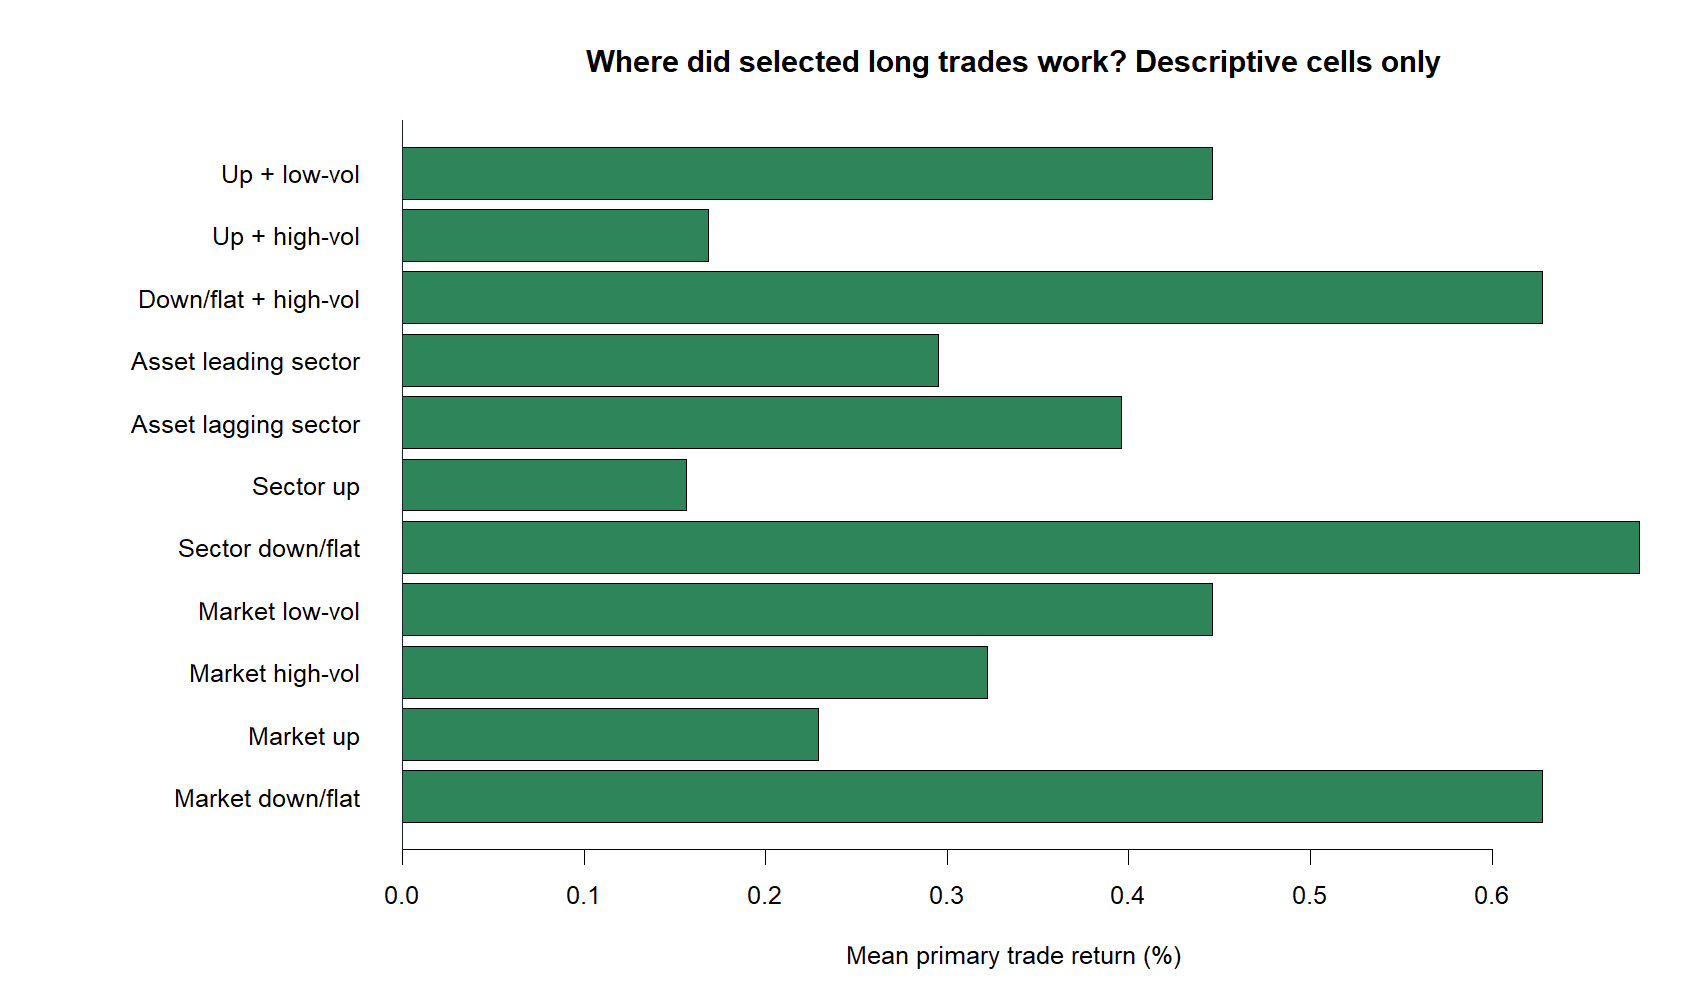 Where did selected long trades work? Descriptive cells only
Up + low-vol
Up + high-vol
Down/flat + high-vol
Asset leading sector
Asset lagging sector
Sector up
Sector down/flat
Market low-vol
Market high-vol
Market up
Market down/flat
0.0 0.1 0.2 0.3 0.4 0.5 0.6
Mean primary trade return (%)